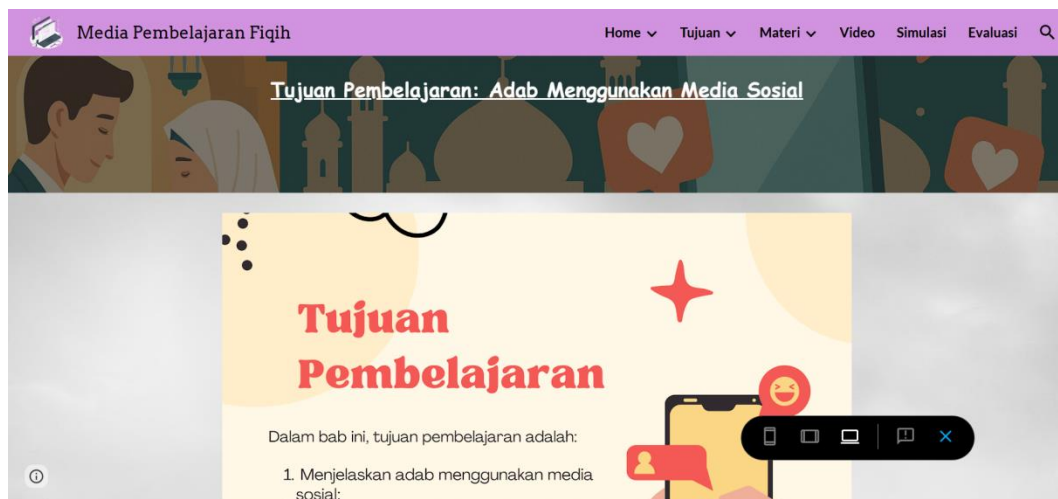 Media Pembelajaran Fiqih
Home Tujuan Materi Video Simulasi Evaluasi
Tujuan Pembelajaran: Adab Menggunakan Media Sosial
Tujuan
Pembelajaran
Dalam bab ini, tujuan pembelajaran adalah:
1. Menjelaskan adab menggunakan media
sosial;